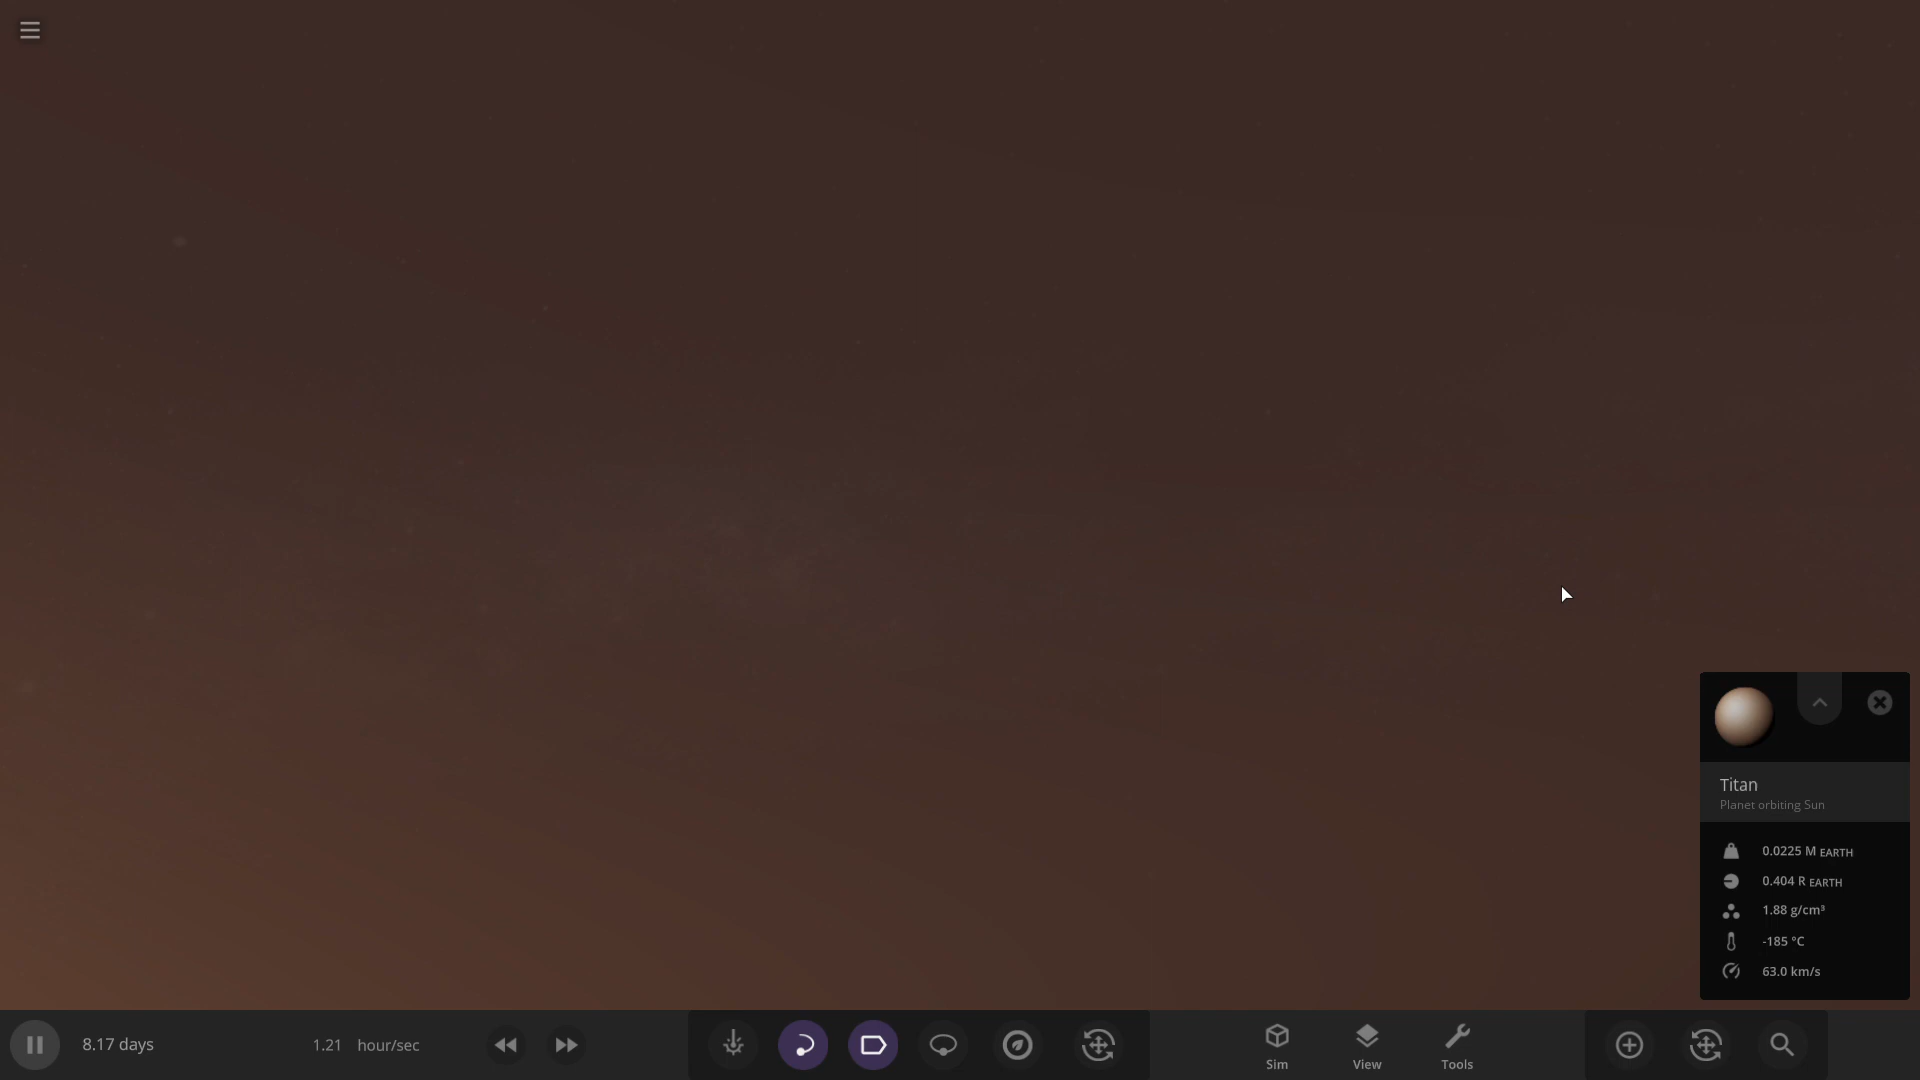 Titan
Planet orbiting Sun
0.0225 M EARTH
0.404 R EARTH
1.88 g/cm³
-185 °C
63.0 km/s
8.17 days
1.21 hour/sec
Sim
View
Tools